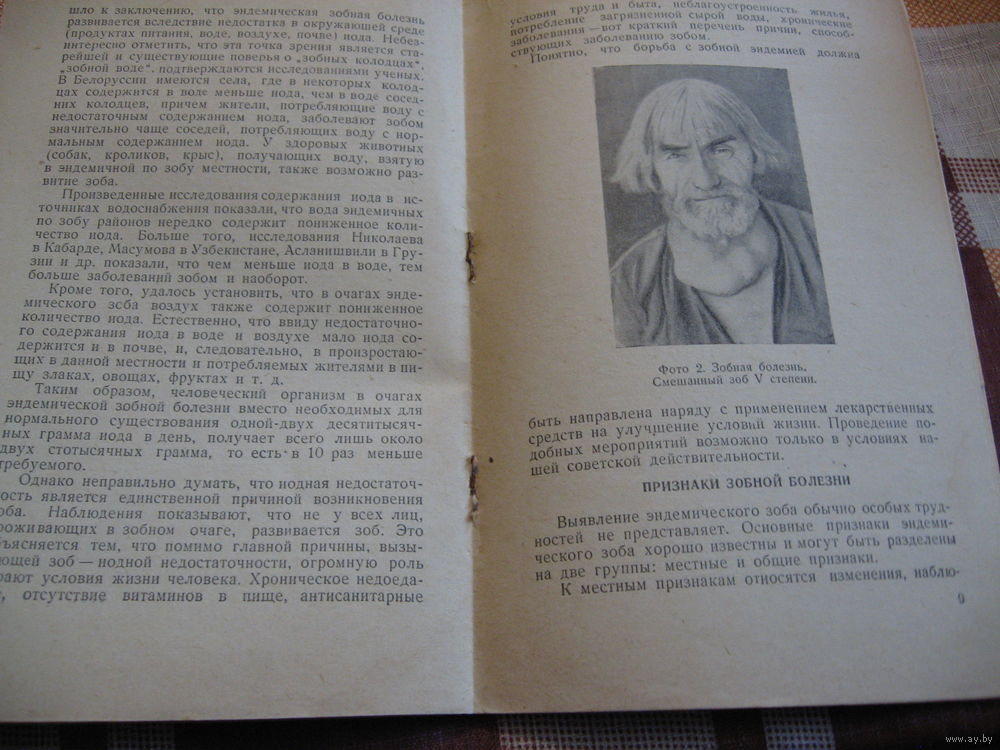 шло к заключению, что эндемическая зобная болезнь
развивается вследствие недостатка в окружающей среде
(продуктах питания, воде, воздухе, почве) иода. Небез-
интересно отметить, что эта точка зрения является ста-
рейшей и существующие поверья о „зобных колодцах“,
„зобной воде“, подтверждаются исследованиями ученых.
В Белоруссии имеются села, где в некоторых колод-
цах содержится в воде меньше иода, чем в воде сосед-
них колодцев, причем жители, потребляющие воду с
недостаточным содержанием иода, заболевают зобом
значительно чаще соседей, потребляющих воду с нор-
мальным содержанием иода. У здоровых животных
(собак, кроликов, крыс), получающих воду, взятую
в эндемичной по зобу местности, также возможно раз-
витие зоба.
Произведенные исследования содержания иода в ис-
точниках водоснабжения показали, что вода эндемичных
по зобу районов нередко содержит пониженное коли-
чество иода. Больше того, исследования Николаева
в Кабарде, Масумова в Узбекистане, Асланишвили в Гру-
зии и др. показали, что чем меньше иода в воде, тем
больше заболеваний зобом и наоборот.
Кроме того, удалось установить, что в очагах энде-
мического зоба воздух также содержит пониженное
количество иода. Естественно, что ввиду недостаточно-
го содержания иода в воде и воздухе мало иода со-
держится и в почве, и, следовательно, в произростаю-
щих в данной местности и потребляемых жителями в пи-
щу злаках, овощах, фруктах и т. д.
Таким образом, человеческий организм в очагах
эндемической зобной болезни вместо необходимых для
нормального существования одной-двух десятитысяч-
ных грамма иода в день, получает всего лишь около
двух стотысячных грамма, то есть в 10 раз меньше
требуемого.
Однако неправильно думать, что иодная недостаточ-
ность является единственной причиной возникновения
зоба. Наблюдения показывают, что не у всех лиц,
проживающих в зобном очаге, развивается зоб. Это
ъясняется тем, что помимо главной причины, вызы-
ющей зоб — иодной недостаточности, огромную роль
рают условия жизни человека. Хроническое недоеда-
, отсутствие витаминов в пище, антисанитарные
условия труда и быта, неблагоустроенность жилья,
потребление загрязненной сырой воды, хронические
заболевания — вот краткий перечень причин, способ-
ствующих заболеванию зобом.
Понятно, что борьба с зобной эндемией должна
Фото 2. Зобная болезнь.
Смешанный зоб V степени.
быть направлена наряду с применением лекарственных
средств на улучшение условий жизни. Проведение по-
добных мероприятий возможно только в условиях на-
шей советской действительности.
ПРИЗНАКИ ЗОБНОЙ БОЛЕЗНИ
Выявление эндемического зоба обычно особых труд-
ностей не представляет. Основные признаки эндеми-
ческого зоба хорошо известны и могут быть разделены
на две группы: местные и общие признаки.
К местным признакам относятся изменения, наблю-
9
www.ay.by